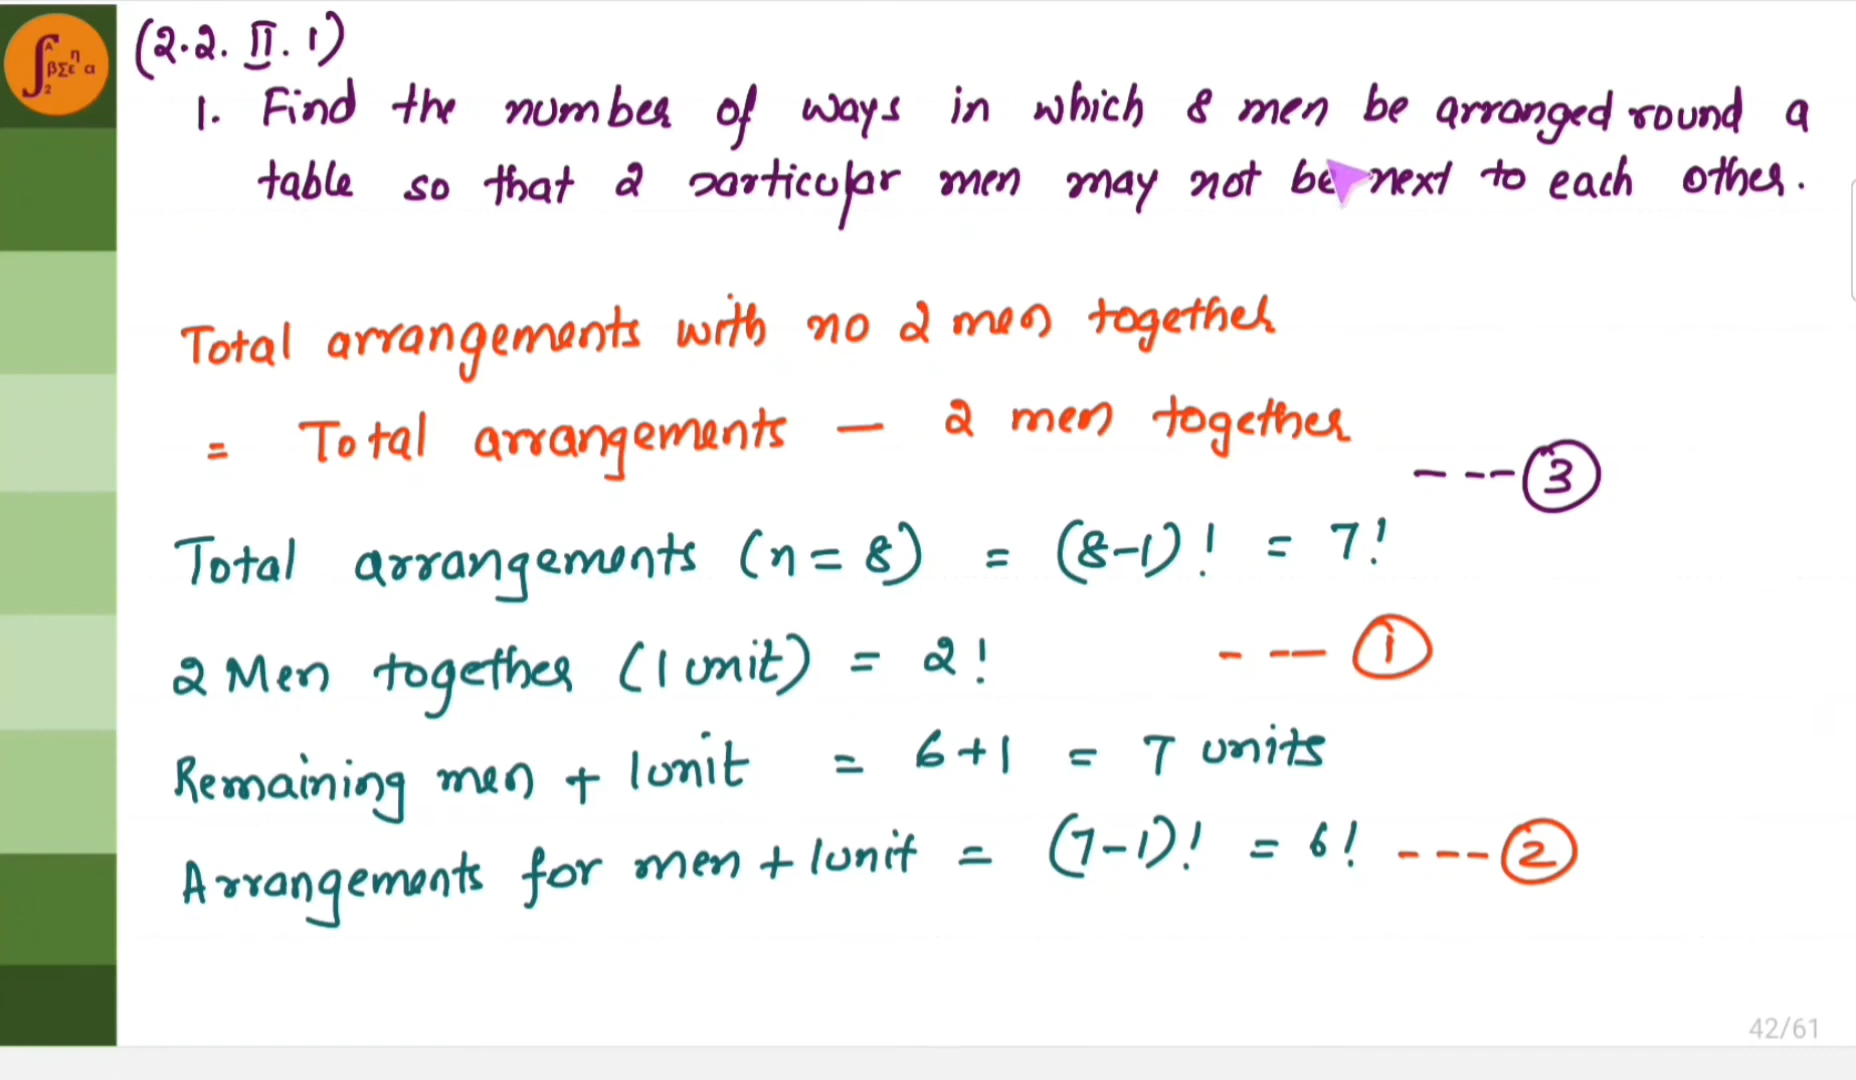 (2.2. II. 1)
1. Find the number of ways in which 8 men be arranged round a
table so that 2 particular men may not be next to each other.
Total arrangements with no 2 men together
= Total arrangements - 2 men together
--- 3
Total arrangements (n = 8) = (8-1)! = 7!
2 Men together (1 unit) = 2! --- 1
Remaining men + 1unit = 6+1 = 7 units
Arrangements for men + 1unit = (7-1)! = 6! --- 2
42/61